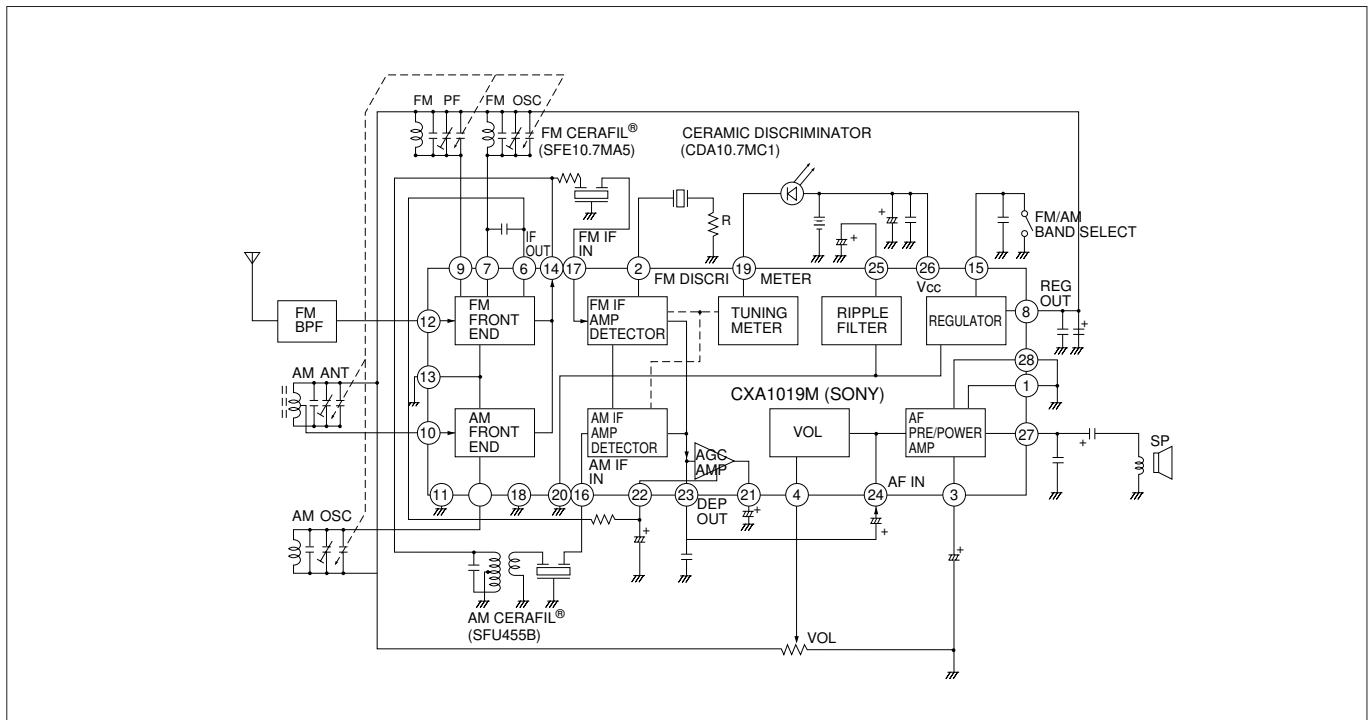 FM PF FM OSC
FM CERAFIL®
(SFE10.7MA5)
CERAMIC DISCRIMINATOR
(CDA10.7MC1)
R
FM/AM
BAND SELECT
IF
OUT
FM IF
IN
9 7 6 14 17 2 FM DISCRI 19 METER 25 26 15
Vcc
REG
OUT
FM
BPF
12
FM
FRONT
END
FM IF
AMP
DETECTOR
TUNING
METER
RIPPLE
FILTER
REGULATOR
8
13
28
AM ANT
CXA1019M (SONY)
1
10
AM
FRONT
END
AM IF
AMP
DETECTOR
VOL
AF
PRE/POWER
AMP
27
SP
AM IF
IN
AGC
AMP
11 18 20 16 22 23 DEP
OUT
21 4 24 AF IN 3
AM OSC
AM CERAFIL®
(SFU455B)
VOL